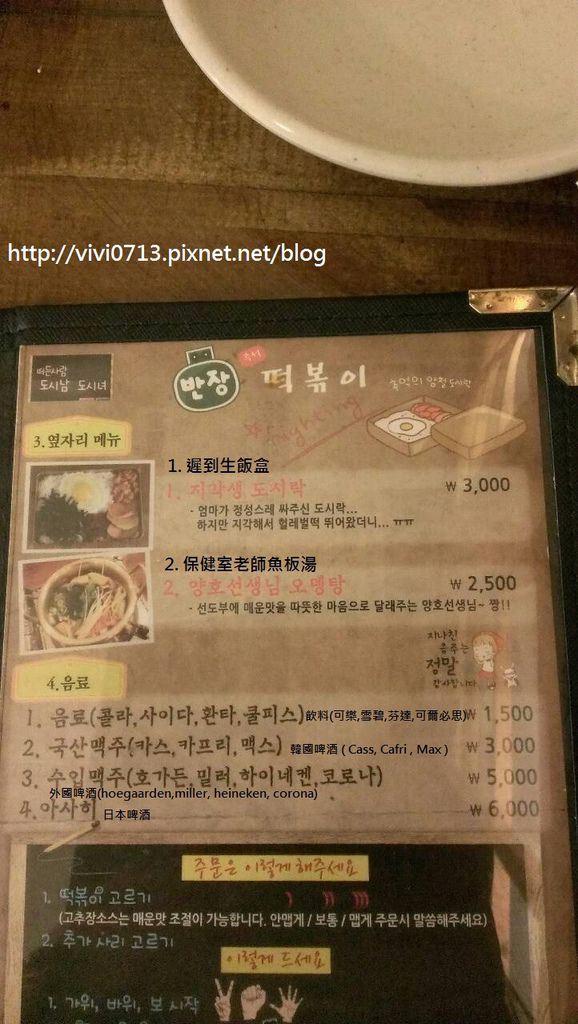 http://vivi0713.pixnet.net/blog
떠든사람
도시남 도시녀
반장 떡볶이
추억의 양철도시락
Fighting
3.옆자리 메뉴
1. 遲到生飯盒
1. 지각생 도시락 ₩ 3,000
- 엄마가 정성스레 싸주신 도시락...
하지만 지각해서 헐레벌떡 뛰어왔더니... ㅠㅠ
2. 保健室老師魚板湯
2. 양호선생님 오뎅탕 ₩ 2,500
- 선도부에 매운맛을 따뜻한 마음으로 달래주는 양호선생님~ 짱!!
지나친
음주는
정말
감사합니다
4.음료
1. 음료(콜라,사이다,환타,쿨피스)飲料(可樂,雪碧,芬達,可爾必思) ₩ 1,500
2. 국산맥주(카스,카프리,맥스) 韓國啤酒 ( Cass, Cafri , Max ) ₩ 3,000
3. 수입맥주(호가든,밀러,하이네켄,코로나) ₩ 5,000
外國啤酒(hoegaarden,miller, heineken, corona)
4.아사히 日本啤酒 ₩ 6,000
주문은 이렇게 해주세요
1. 떡볶이 고르기
(고추장소스는 매운맛 조절이 가능합니다. 안맵게 / 보통 / 맵게 주문시 말씀해주세요)
2. 추가 사리 고르기
이렇게 드세요
1. 가위, 바위, 보 시작